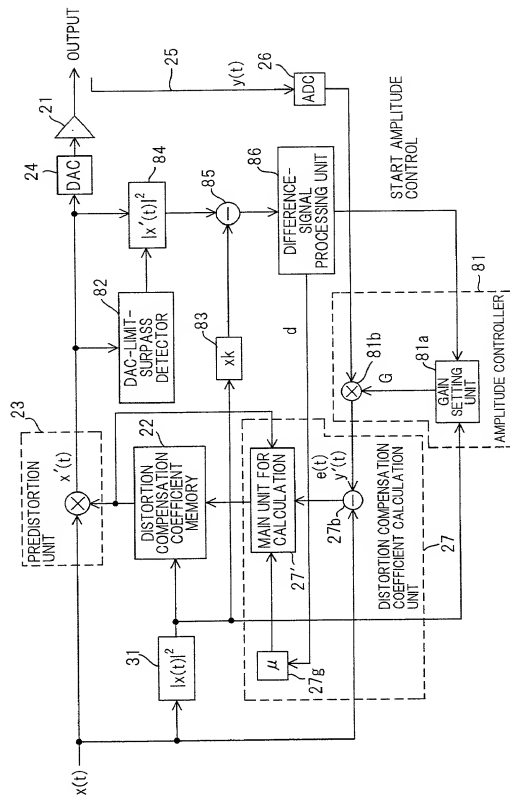 x(t)
PREDISTORTION
UNIT
23
x'(t)
24
DAC
21
OUTPUT
25
y(t)
26
ADC
82
DAC-LIMIT-
SURPASS
DETECTOR
84
|x'(t)|²
85
−
86
DIFFERENCE-
SIGNAL
PROCESSING UNIT
START AMPLITUDE
CONTROL
83
xk
31
|x(t)|²
22
DISTORTION
COMPENSATION
COEFFICIENT
MEMORY
d
MAIN UNIT FOR
CALCULATION
27'
μ
27g
e(t)
y'(t)
27b
−
DISTORTION COMPENSATION
COEFFICIENT CALCULATION
UNIT
27
81
81b
G
81a
GAIN
SETTING
UNIT
AMPLITUDE CONTROLLER